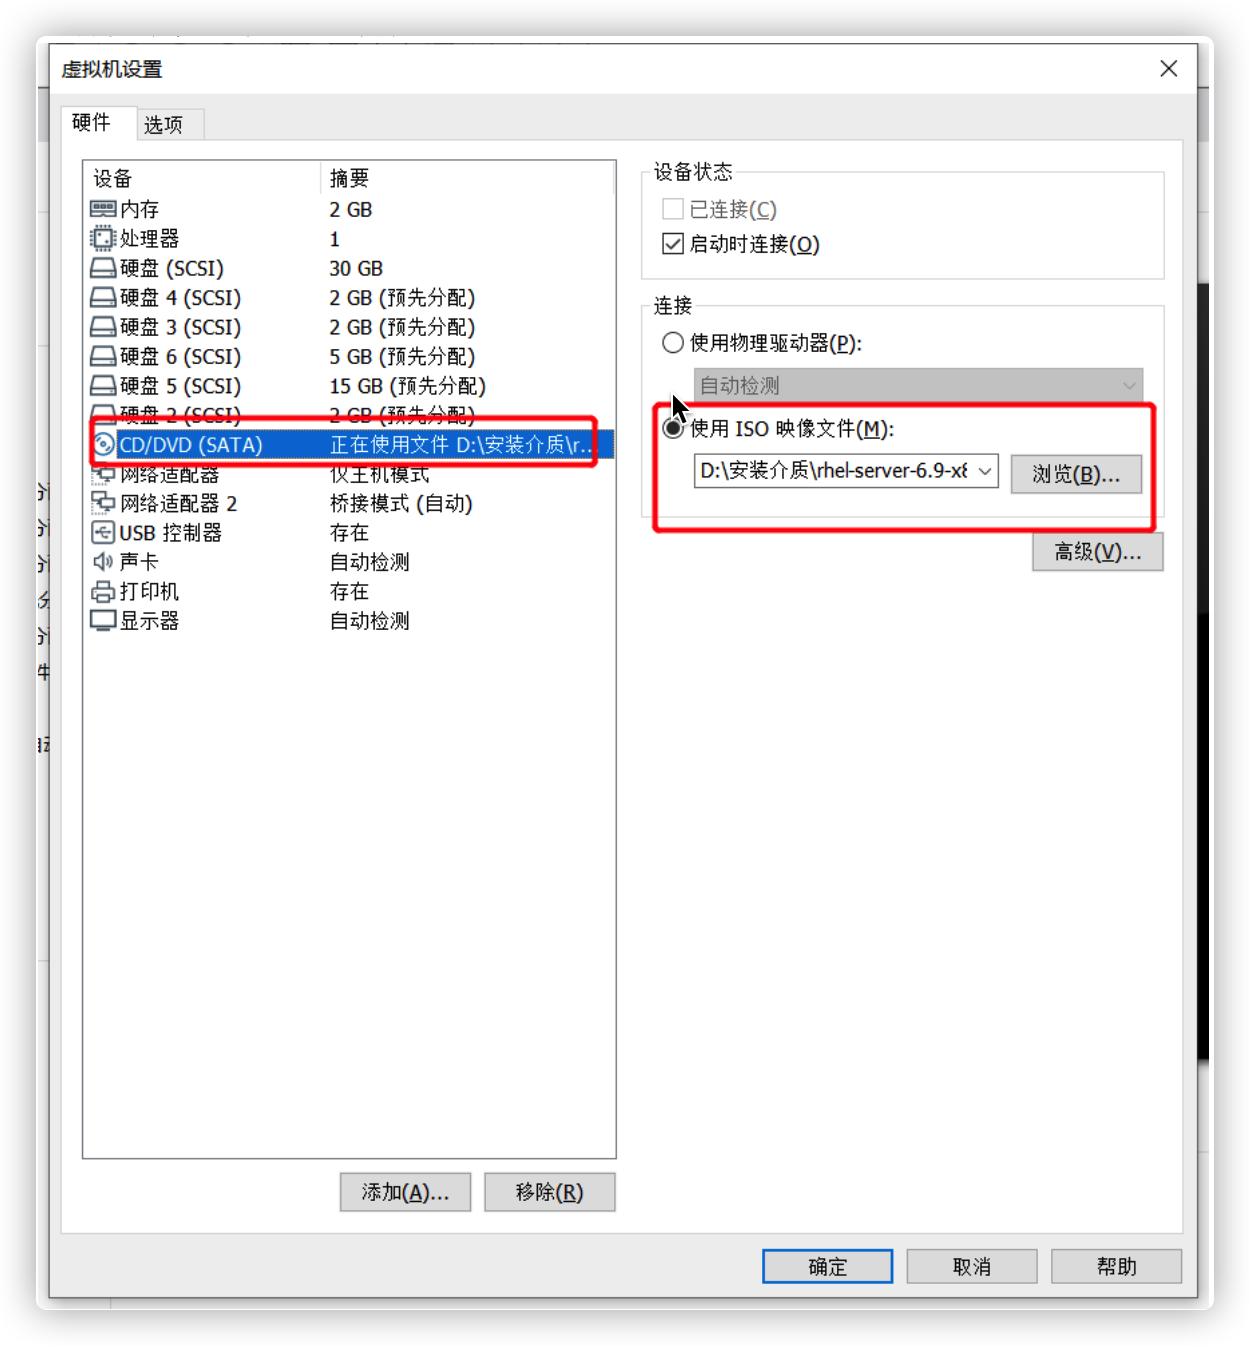 虚拟机设置
硬件 选项
设备 摘要
内存 2 GB
处理器 1
硬盘 (SCSI) 30 GB
硬盘 4 (SCSI) 2 GB (预先分配)
硬盘 3 (SCSI) 2 GB (预先分配)
硬盘 6 (SCSI) 5 GB (预先分配)
硬盘 5 (SCSI) 15 GB (预先分配)
硬盘 2 (SCSI) 2 GB (预先分配)
CD/DVD (SATA) 正在使用文件 D:\安装介质\r...
网络适配器 仅主机模式
网络适配器 2 桥接模式 (自动)
USB 控制器 存在
声卡 自动检测
打印机 存在
显示器 自动检测
添加(A)... 移除(R)
设备状态
已连接(C)
启动时连接(O)
连接
使用物理驱动器(P):
自动检测
使用 ISO 映像文件(M):
D:\安装介质\rhel-server-6.9-x8 浏览(B)...
高级(V)...
确定 取消 帮助